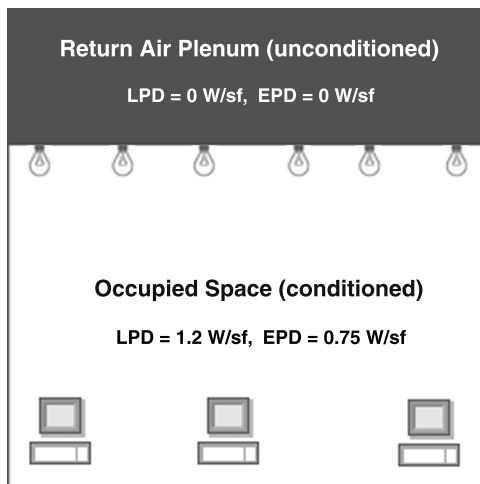 Return Air Plenum (unconditioned)
LPD = 0 W/sf, EPD = 0 W/sf
Occupied Space (conditioned)
LPD = 1.2 W/sf, EPD = 0.75 W/sf